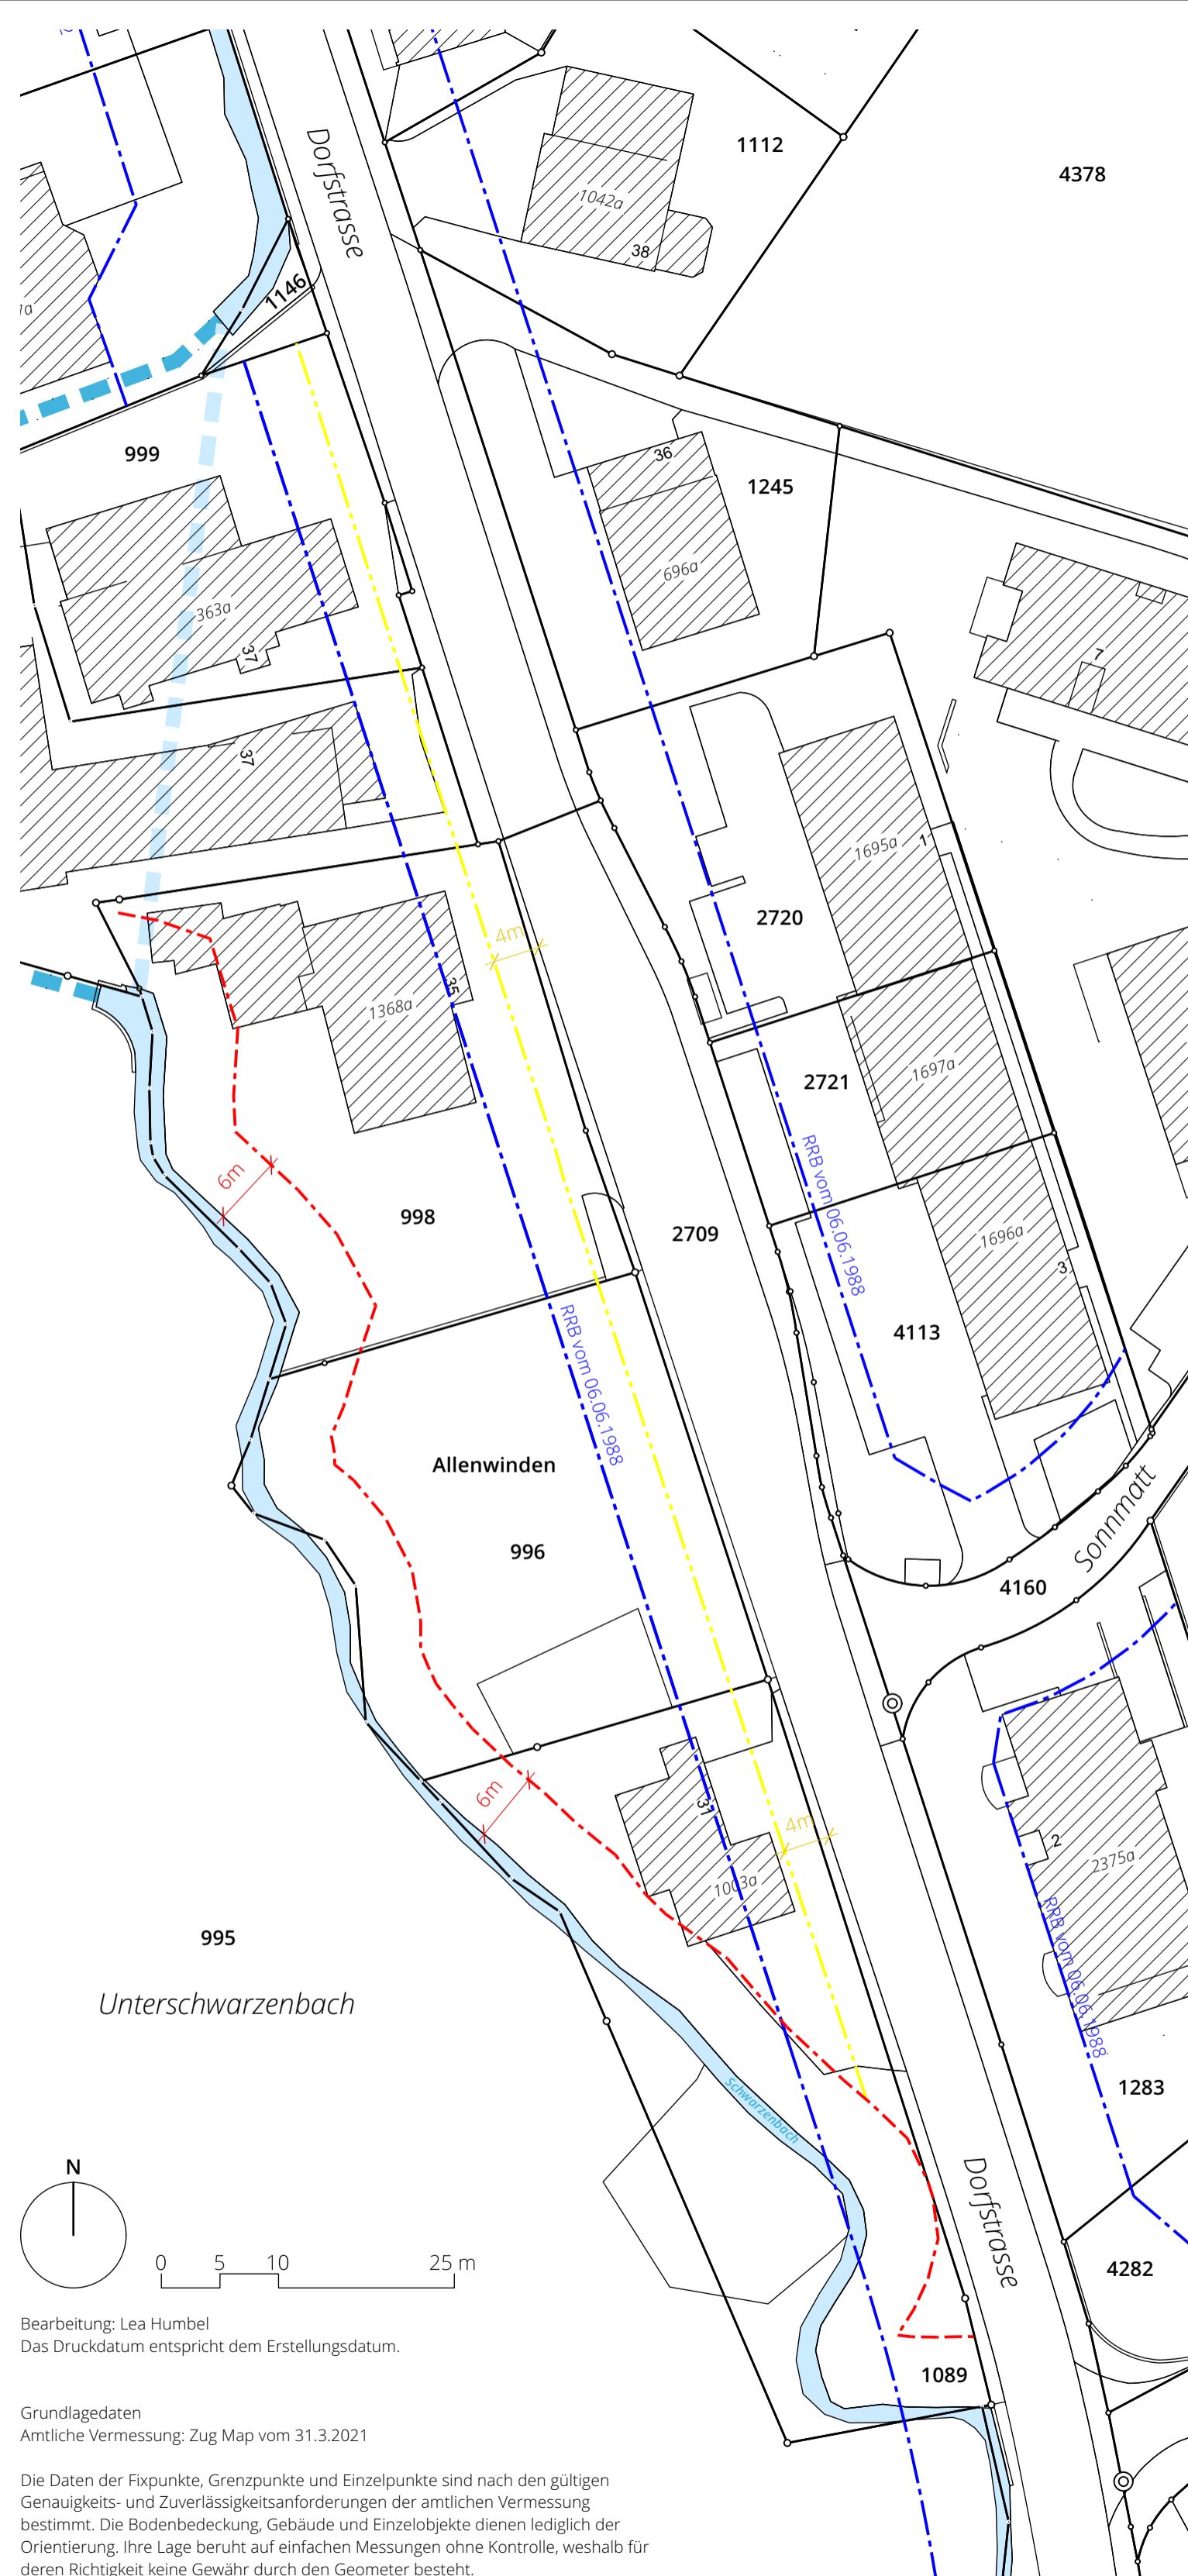 Dorfstrasse
1112
4378
1042a
38
1146
999
36
1245
696a
363a
37
7
37
1695a
1
2720
4m
35
1368a
1697a
2721
6m
RRB vom 06.06.1988
998
2709
1696a
3
4113
RRB vom 06.06.1988
Allenwinden
996
Sonnmatt
4160
6m
31
4m
2
2375a
1003a
RRB vom 06.06.1988
995
Unterschwarzenbach
Schwarzenbach
1283
N
Dorfstrasse
0 5 10 25 m
4282
Bearbeitung: Lea Humbel
Das Druckdatum entspricht dem Erstellungsdatum.
1089
Grundlagedaten
Amtliche Vermessung: Zug Map vom 31.3.2021
Die Daten der Fixpunkte, Grenzpunkte und Einzelpunkte sind nach den gültigen
Genauigkeits- und Zuverlässigkeitsanforderungen der amtlichen Vermessung
bestimmt. Die Bodenbedeckung, Gebäude und Einzelobjekte dienen lediglich der
Orientierung. Ihre Lage beruht auf einfachen Messungen ohne Kontrolle, weshalb für
deren Richtigkeit keine Gewähr durch den Geometer besteht.